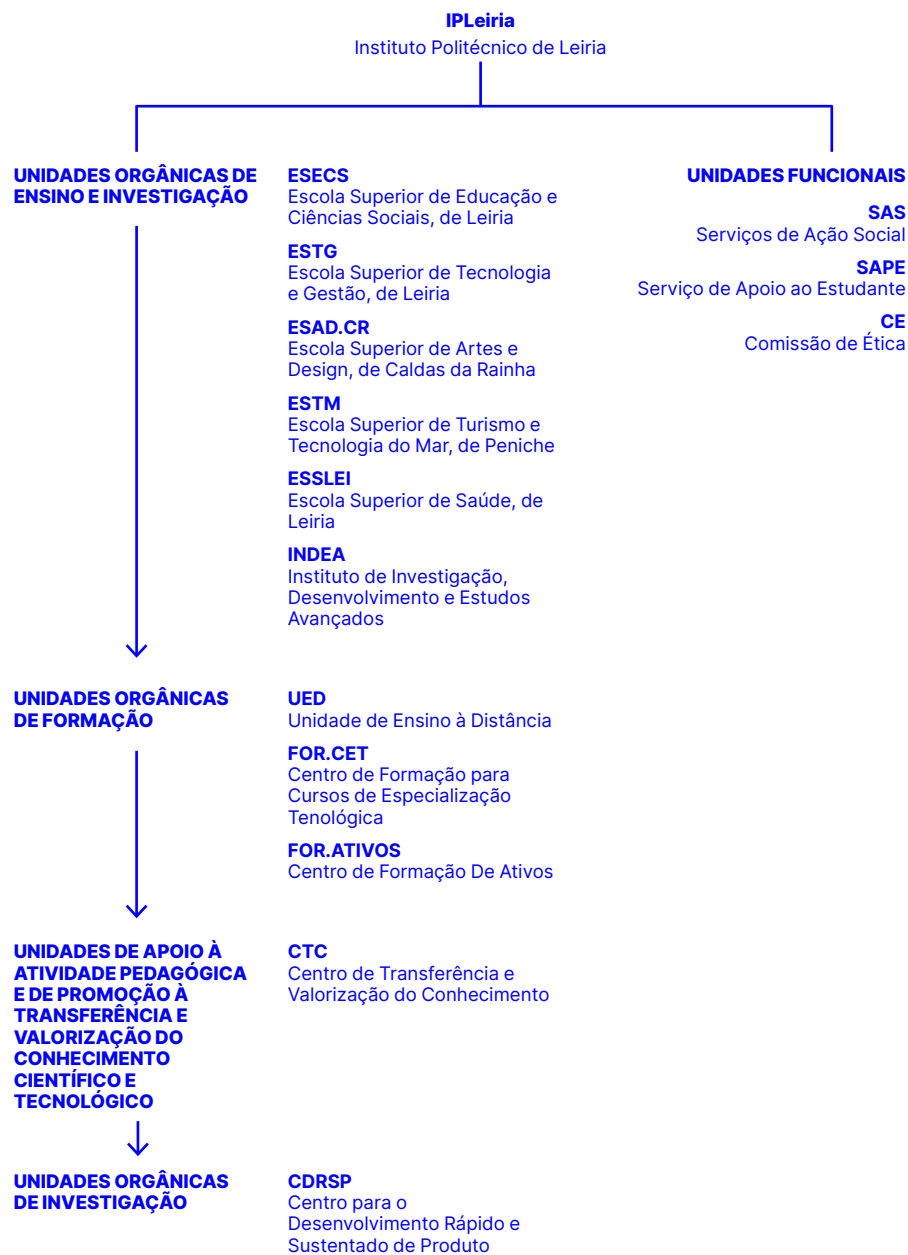 IPLeiria
Instituto Politécnico de Leiria
UNIDADES ORGÂNICAS DE
ENSINO E INVESTIGAÇÃO
ESECS
Escola Superior de Educação e
Ciências Sociais, de Leiria
ESTG
Escola Superior de Tecnologia
e Gestão, de Leiria
ESAD.CR
Escola Superior de Artes e
Design, de Caldas da Rainha
ESTM
Escola Superior de Turismo e
Tecnologia do Mar, de Peniche
ESSLEI
Escola Superior de Saúde, de
Leiria
INDEA
Instituto de Investigação,
Desenvolvimento e Estudos
Avançados
UNIDADES FUNCIONAIS
SAS
Serviços de Ação Social
SAPE
Serviço de Apoio ao Estudante
CE
Comissão de Ética
UNIDADES ORGÂNICAS
DE FORMAÇÃO
UED
Unidade de Ensino à Distância
FOR.CET
Centro de Formação para
Cursos de Especialização
Tenológica
FOR.ATIVOS
Centro de Formação De Ativos
UNIDADES DE APOIO À
ATIVIDADE PEDAGÓGICA
E DE PROMOÇÃO À
TRANSFERÊNCIA E
VALORIZAÇÃO DO
CONHECIMENTO
CIENTÍFICO E
TECNOLÓGICO
CTC
Centro de Transferência e
Valorização do Conhecimento
UNIDADES ORGÂNICAS
DE INVESTIGAÇÃO
CDRSP
Centro para o
Desenvolvimento Rápido e
Sustentado de Produto